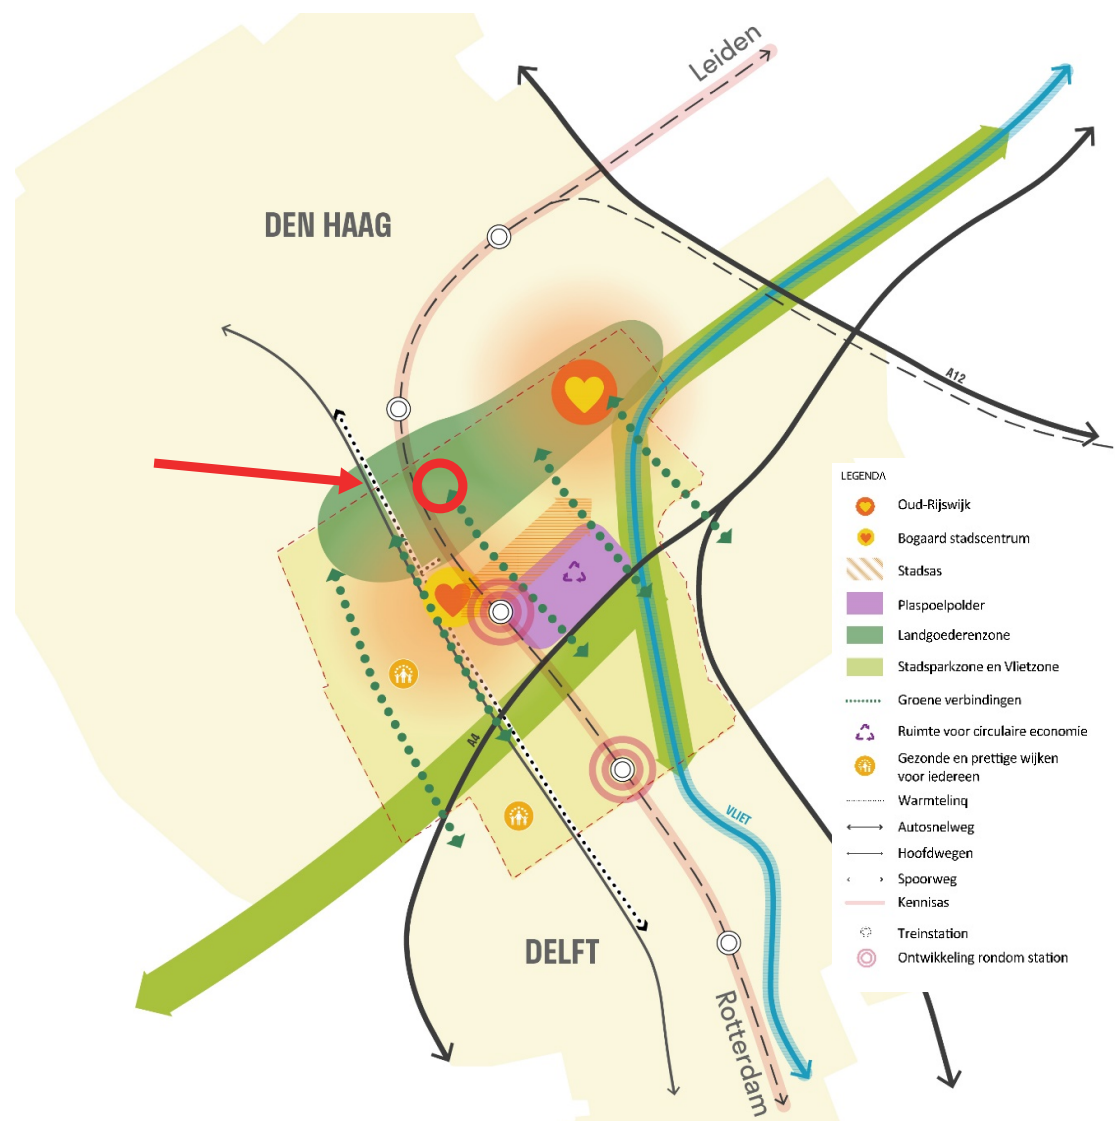 Leiden
DEN HAAG
A12
A4
VLIET
DELFT
Rotterdam
LEGENDA
Oud-Rijswijk
Bogaard stadscentrum
Stadsas
Plaspoelpolder
Landgoederenzone
Stadsparkzone en Vlietzone
Groene verbindingen
Ruimte voor circulaire economie
Gezonde en prettige wijken
voor iedereen
Warmtelinq
Autosnelweg
Hoofdwegen
Spoorweg
Kennisas
Treinstation
Ontwikkeling rondom station